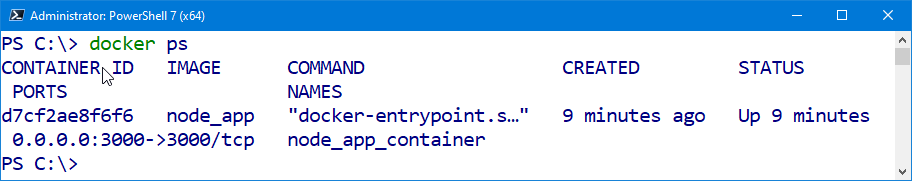 Administrator: PowerShell 7 (x64)
PS C:\> docker ps
CONTAINER ID   IMAGE      COMMAND                  CREATED         STATUS
 PORTS                    NAMES
d7cf2ae8f6f6   node_app   "docker-entrypoint.s…"   9 minutes ago   Up 9 minutes
 0.0.0.0:3000->3000/tcp   node_app_container
PS C:\>